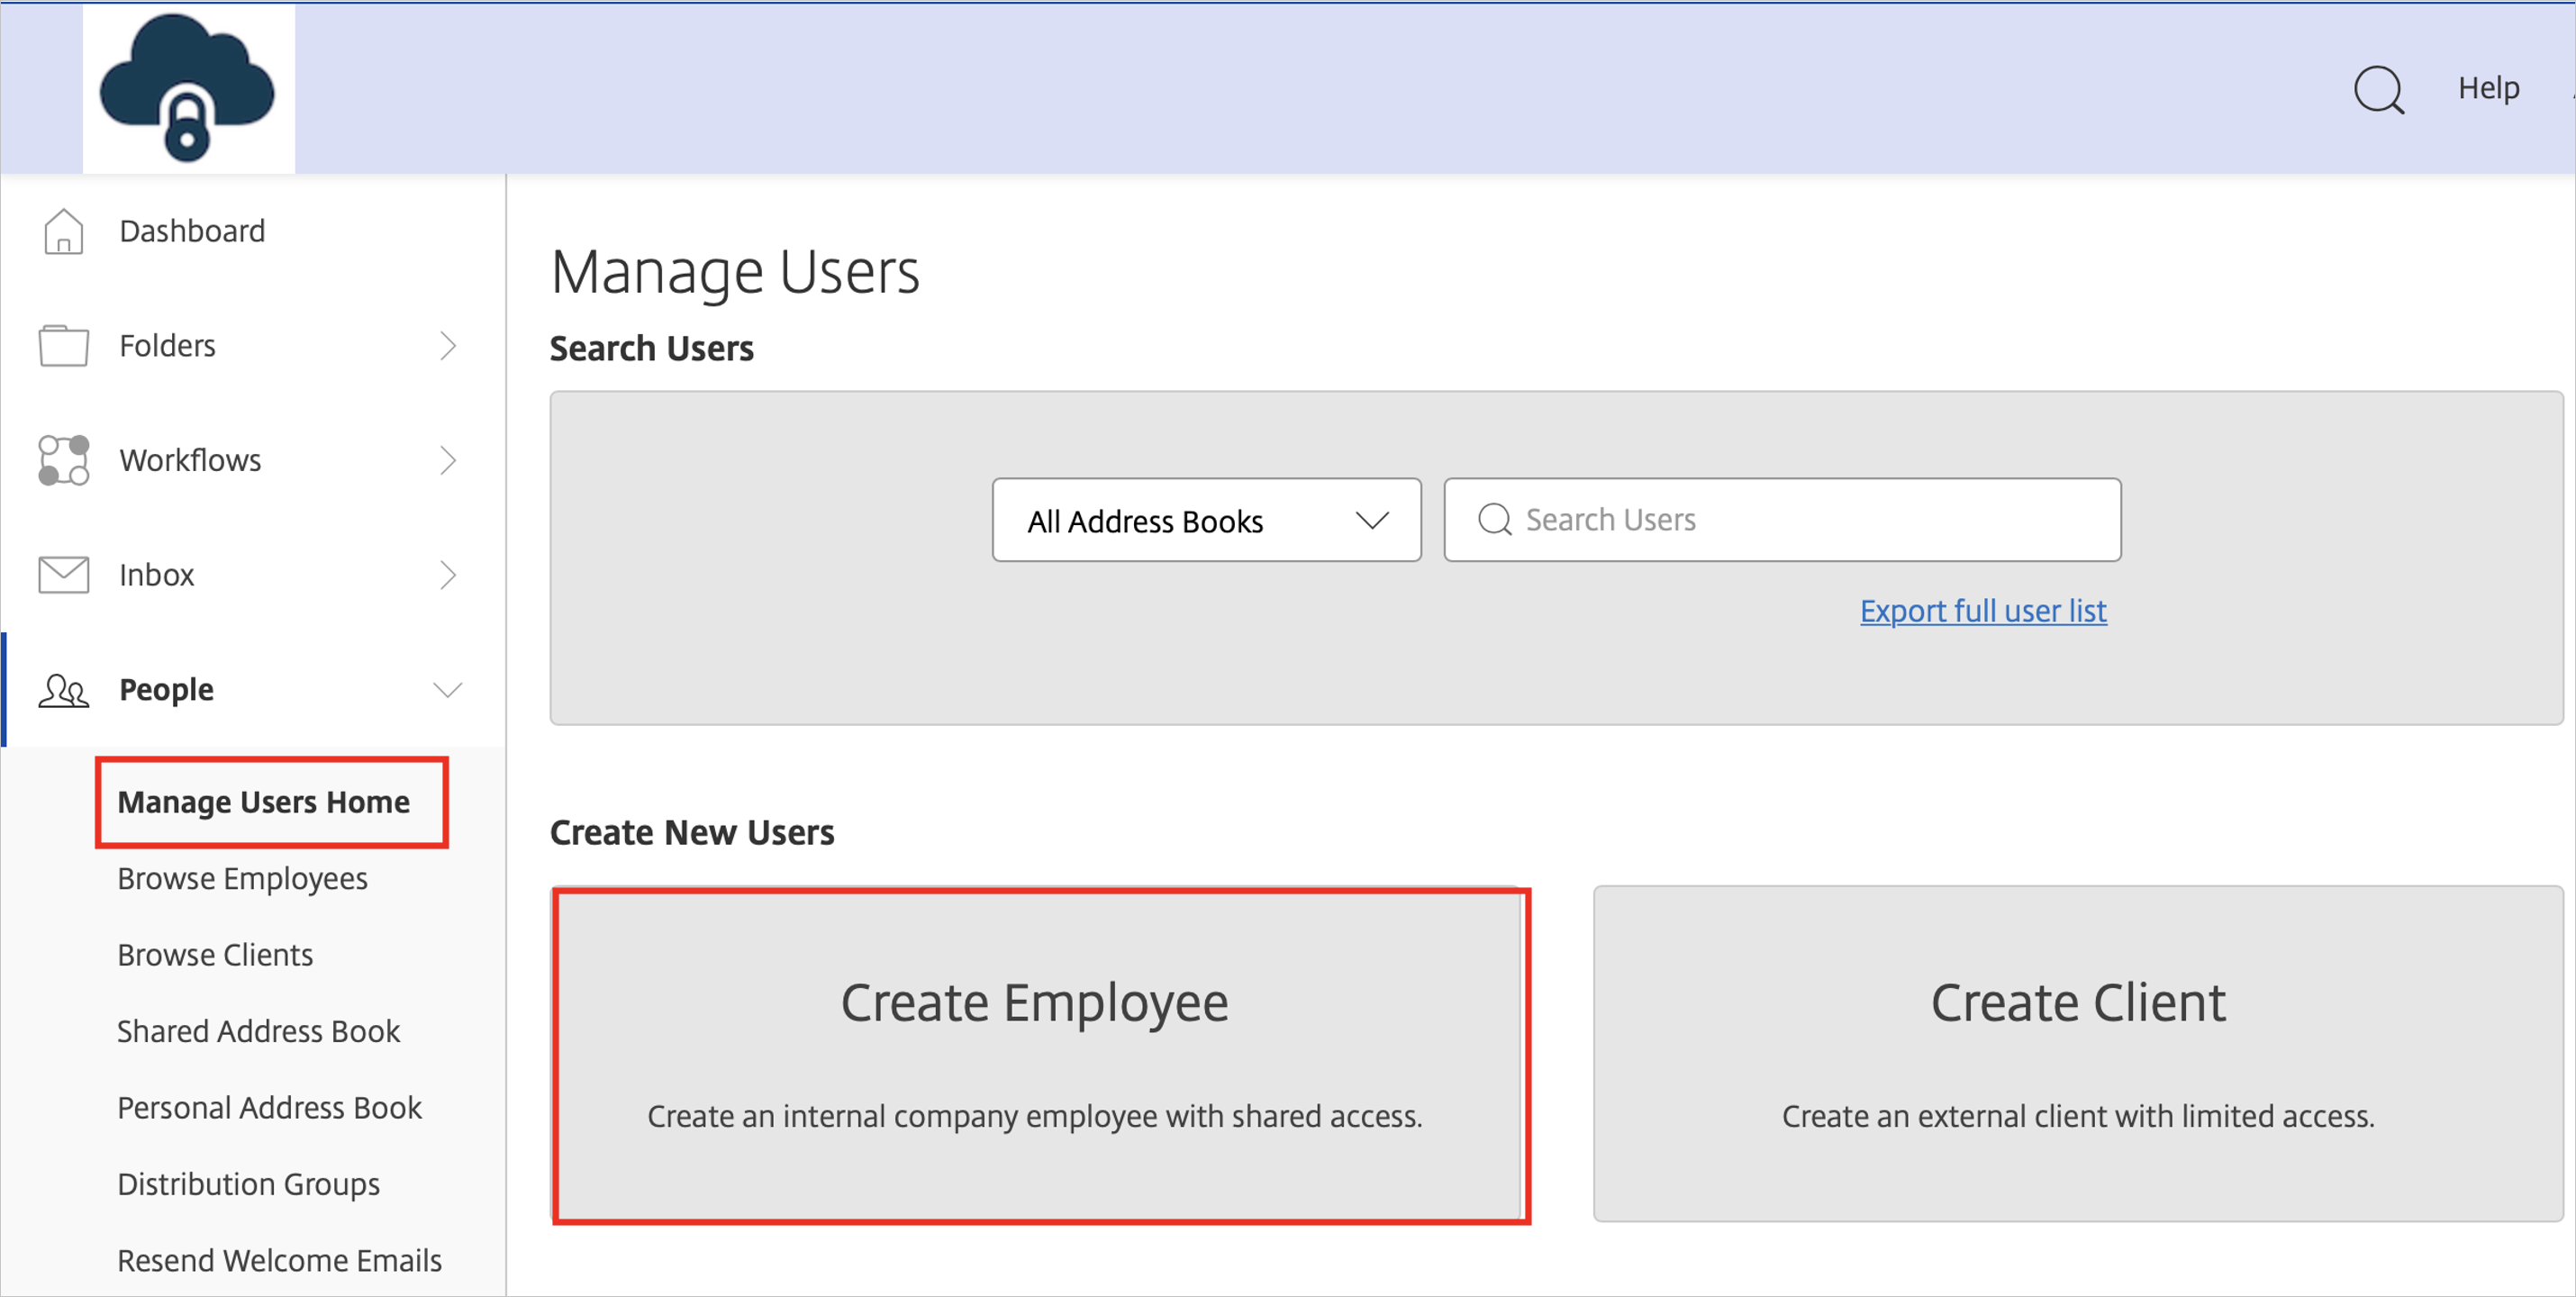 Help
Dashboard
Folders
Workflows
Inbox
People
Manage Users Home
Browse Employees
Browse Clients
Shared Address Book
Personal Address Book
Distribution Groups
Resend Welcome Emails
Manage Users
Search Users
All Address Books
Search Users
Export full user list
Create New Users
Create Employee
Create an internal company employee with shared access.
Create Client
Create an external client with limited access.